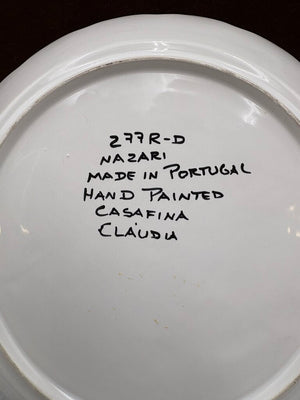 277R-D
NAZARI
MADE IN PORTUGAL
HAND PAINTED
CASAFINA
CLÁUDIA